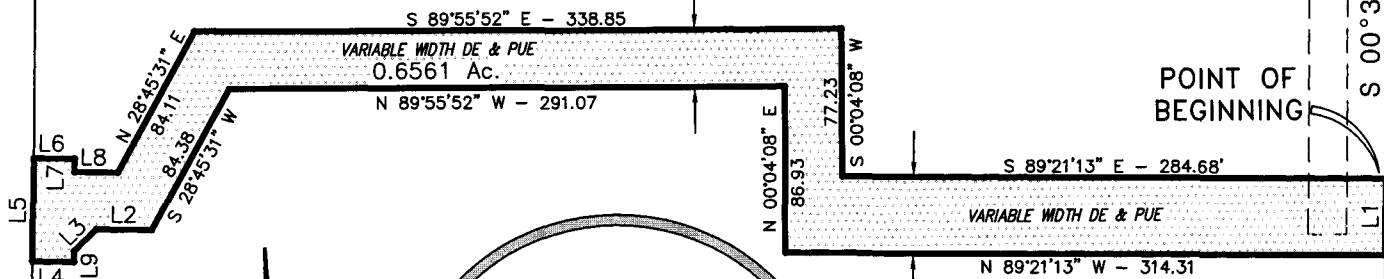 S 89°55'52" E - 338.85
VARIABLE WIDTH DE & PUE
0.6561 Ac.
N 89°55'52" W - 291.07
N 28°45'31" E
84.11
84.38
S 28°45'31" W
L6
L7
L8
L5
L2
L3
L4
L9
77.23
S 00°04'08" W
N 00°04'08" E
86.93
POINT OF
BEGINNING
S 00°3
S 89°21'13" E - 284.68'
VARIABLE WIDTH DE & PUE
L1
N 89°21'13" W - 314.31